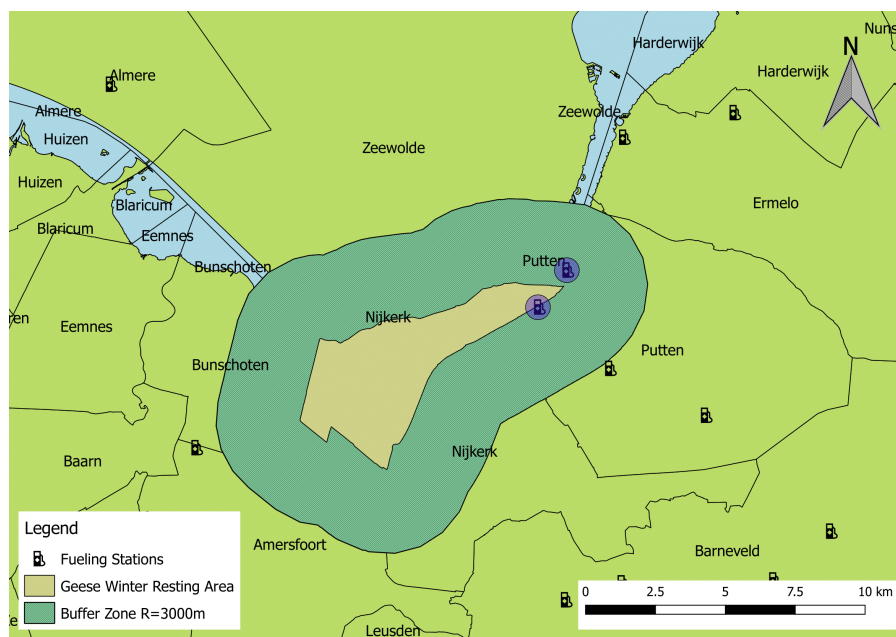 Harderwijk
Nuns
N
Almere
Harderwijk
Almere
Zeewolde
Huizen
Zeewolde
Huizen
Ermelo
Blaricum
Blaricum
Eemnes
Putten
Bunschoten
ren
Nijkerk
Eemnes
Putten
Bunschoten
Nijkerk
Baarn
Legend
Amersfoort
Barneveld
Fueling Stations
Geese Winter Resting Area
0 2.5 5 7.5 10 km
Buffer Zone R=3000m
e
Leusden